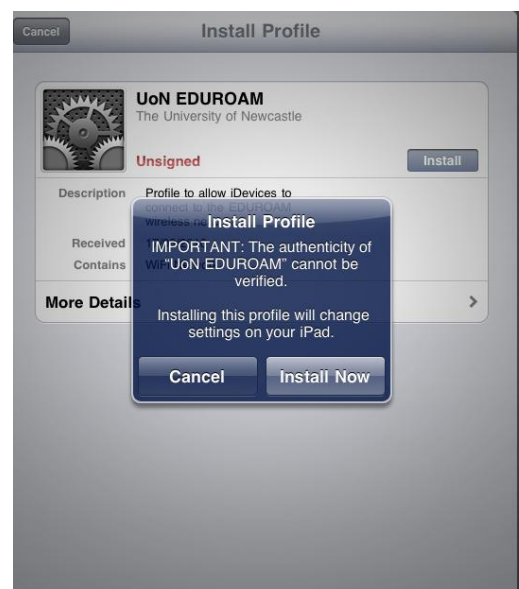 Cancel
Install Profile
UoN EDUROAM
The University of Newcastle
Unsigned
Install
Description Profile to allow iDevices to
connect to the EDUROAM
wireless
Received
Contains
More Details
Install Profile
IMPORTANT: The authenticity of
“UoN EDUROAM” cannot be
verified.
Installing this profile will change
settings on your iPad.
Cancel
Install Now